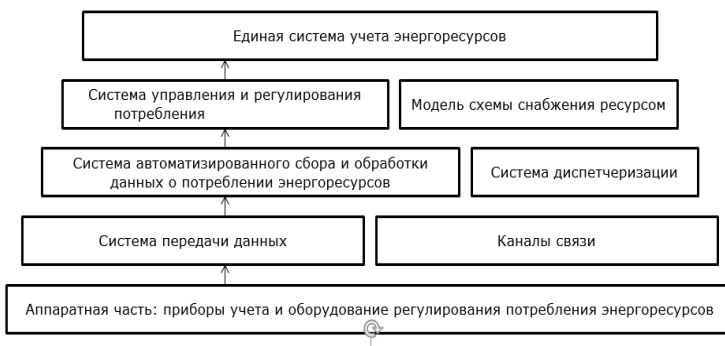 Единая система учета энергоресурсов
Система управления и регулирования
потребления
Модель схемы снабжения ресурсом
Система автоматизированного сбора и обработки
данных о потреблении энергоресурсов
Система диспетчеризации
Система передачи данных
Каналы связи
Аппаратная часть: приборы учета и оборудование регулирования потребления энергоресурсов